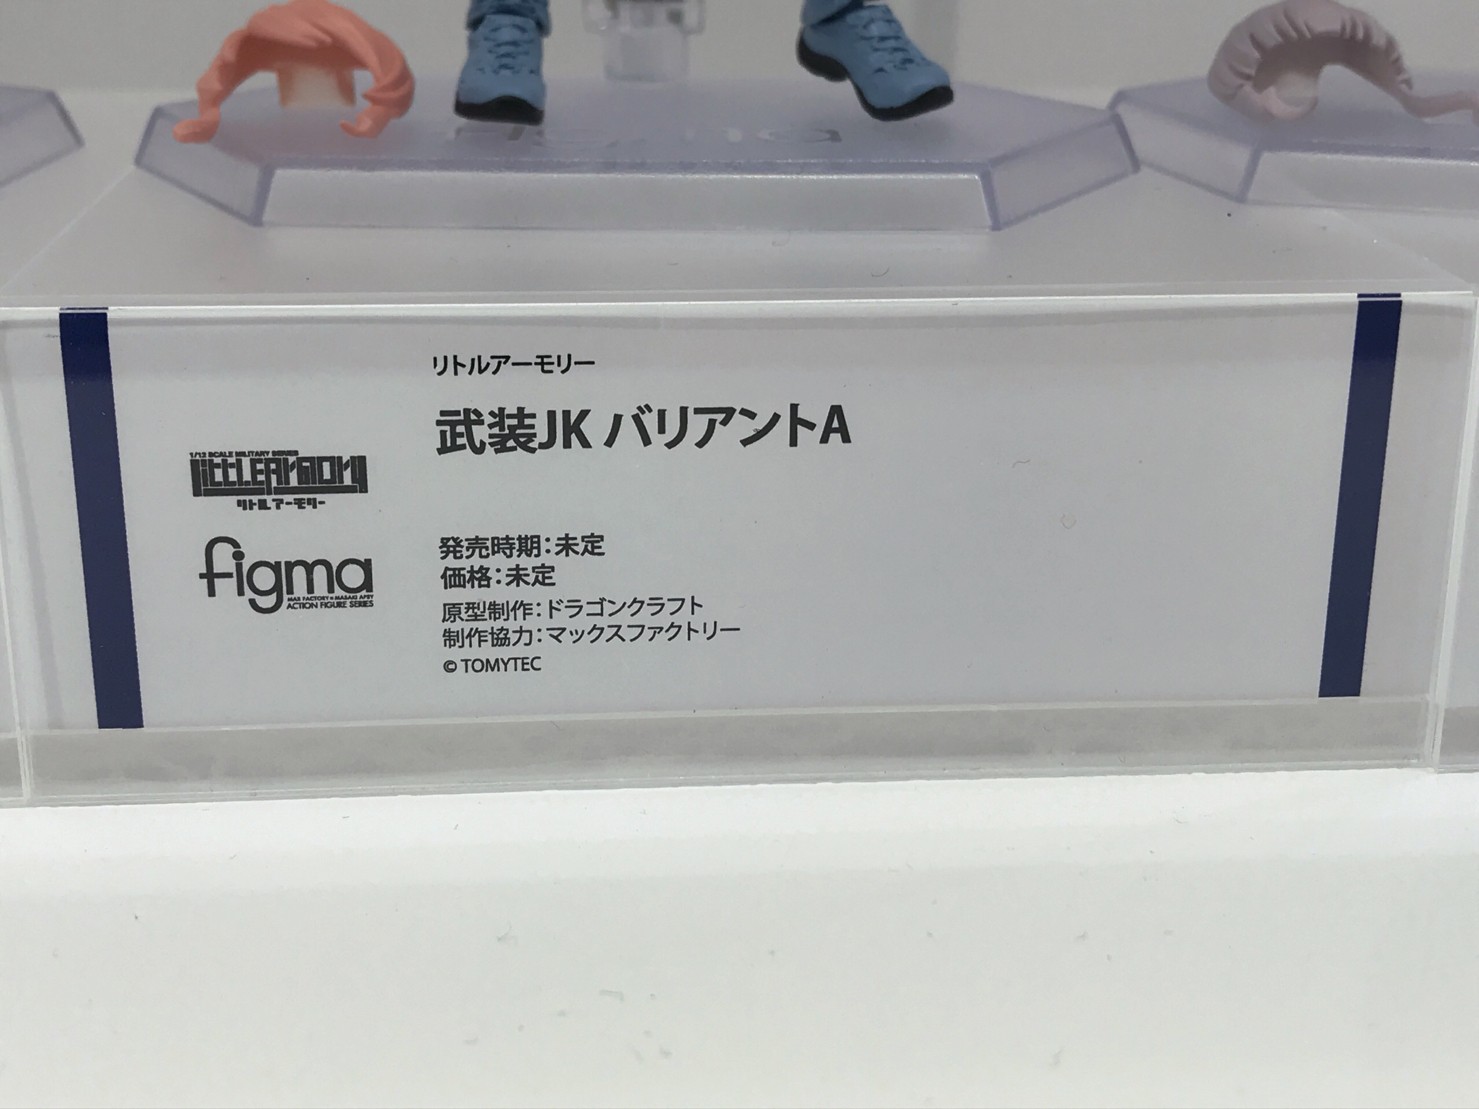 figma
リトルアーモリー
武装JK バリアントA
1/12 SCALE MILITARY SERIES
LittLEArmory
リトルアーモリー
figma
MAX FACTORY × MASAKI APSY
ACTION FIGURE SERIES
発売時期：未定
価格：未定
原型制作：ドラゴンクラフト
制作協力：マックスファクトリー
© TOMYTEC